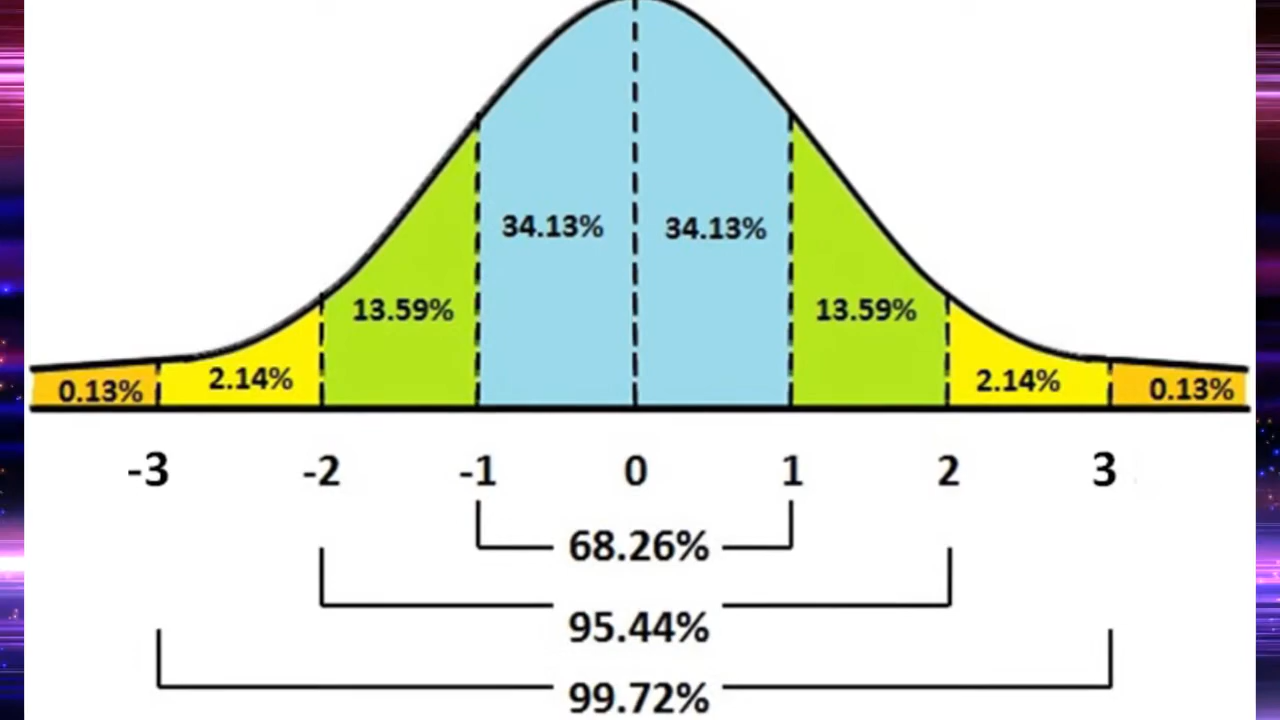 34.13% 34.13%
13.59% 13.59%
0.13% 2.14% 2.14% 0.13%
-3 -2 -1 0 1 2 3
68.26%
95.44%
99.72%